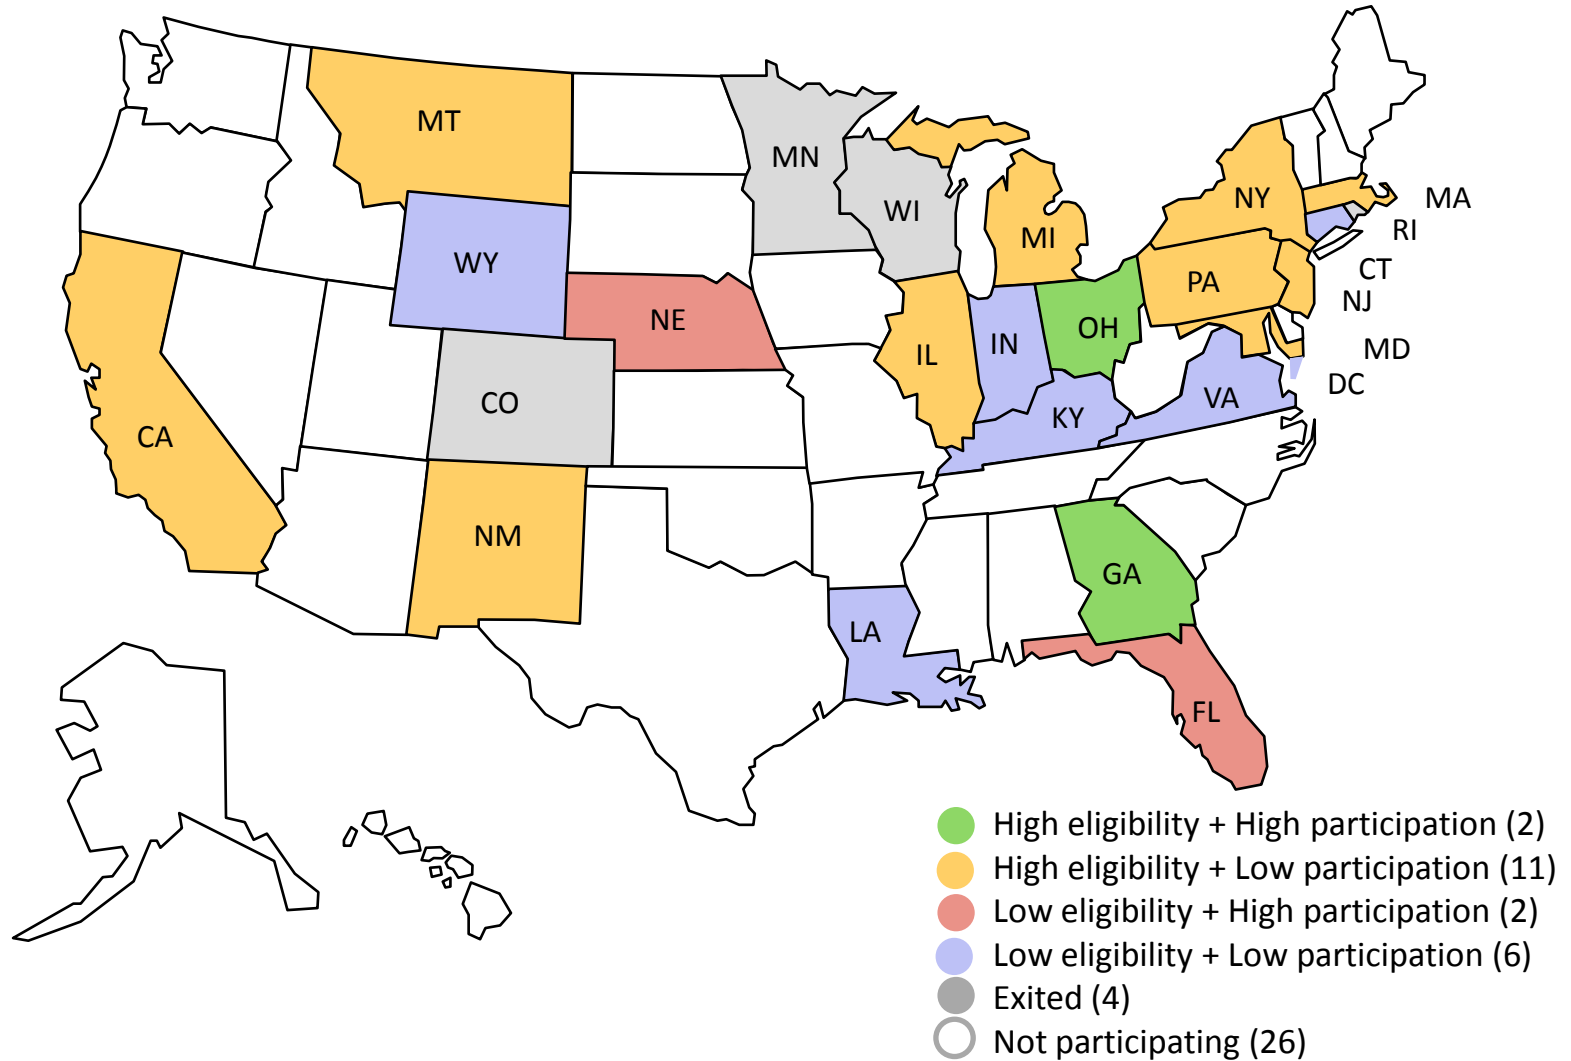 MT
MN
WI
NY
MA
RI
MI
CT
WY
PA
NJ
NE
OH
IN
IL
MD
DC
CO
VA
KY
CA
NM
GA
LA
FL
High eligibility + High participation (2)
High eligibility + Low participation (11)
Low eligibility + High participation (2)
Low eligibility + Low participation (6)
Exited (4)
Not participating (26)